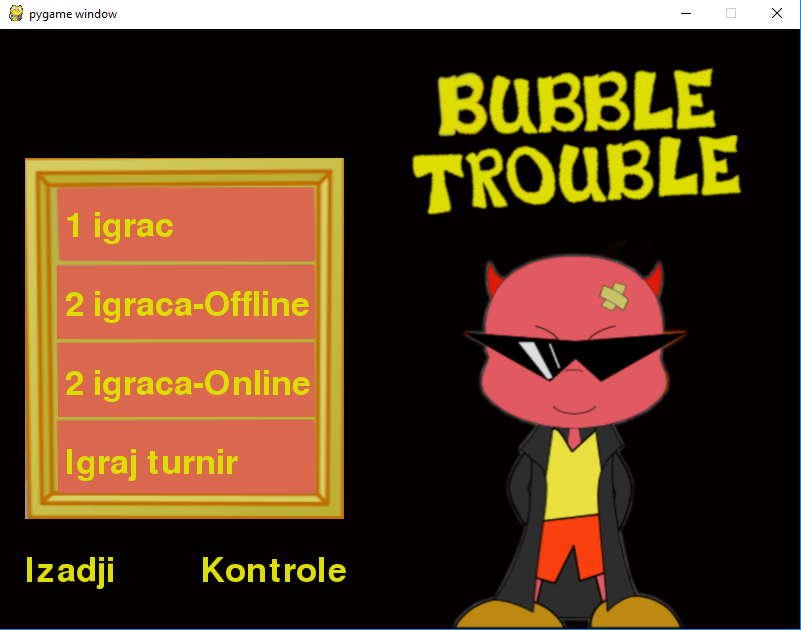 pygame window
BUBBLE
TROUBLE
1 igrac
2 igraca-Offline
2 igraca-Online
Igraj turnir
Izadji
Kontrole